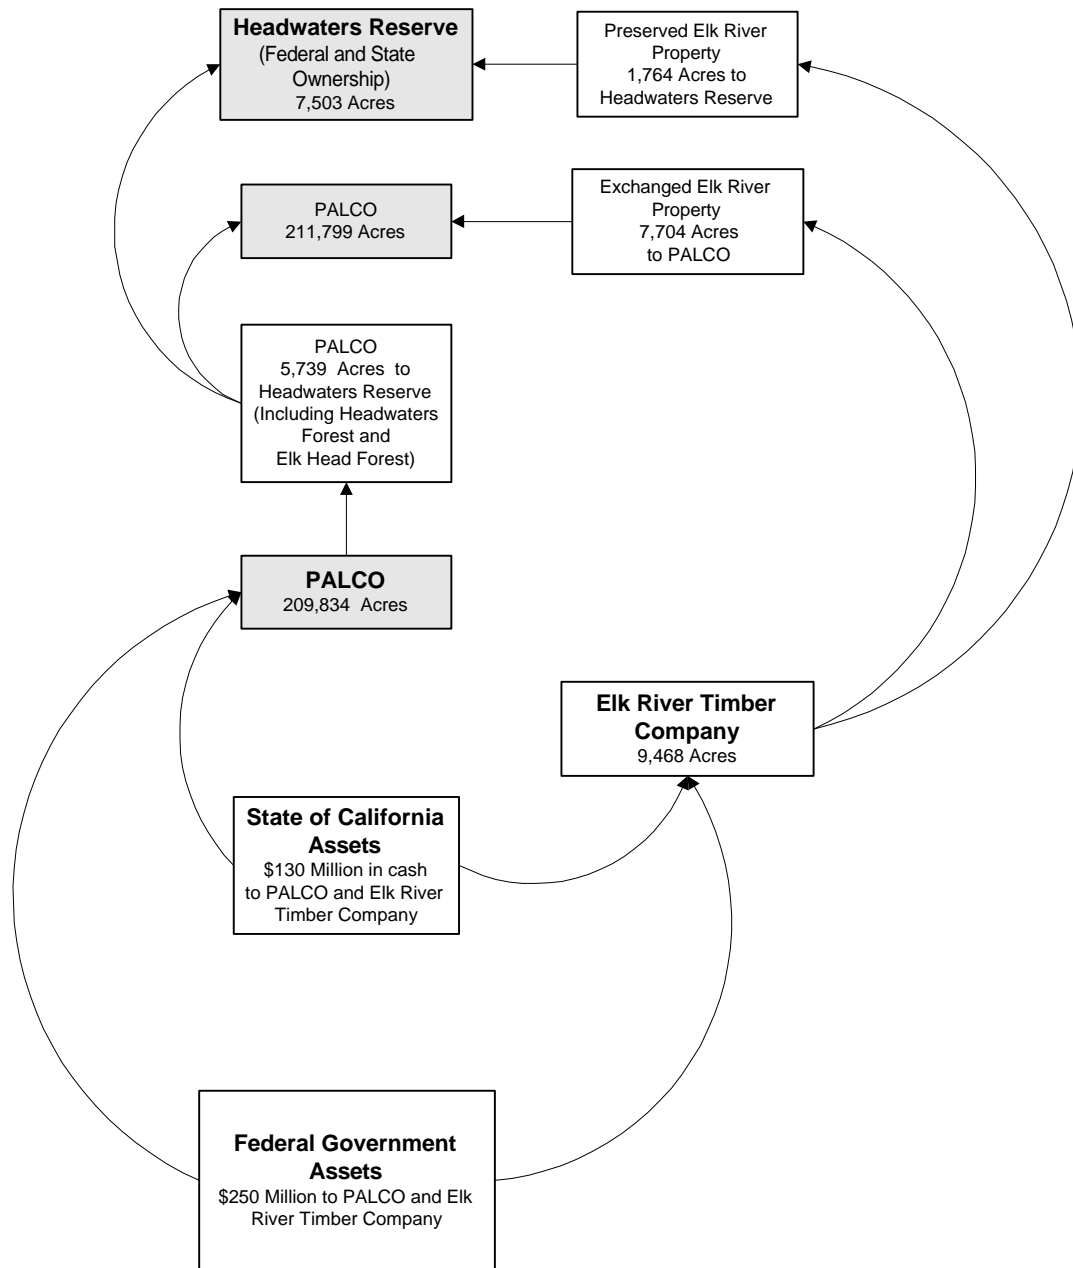 Headwaters Reserve
(Federal and State
Ownership)
7,503 Acres
Preserved Elk River
Property
1,764 Acres to
Headwaters Reserve
PALCO
211,799 Acres
Exchanged Elk River
Property
7,704 Acres
to PALCO
PALCO
5,739 Acres to
Headwaters Reserve
(Including Headwaters
Forest and
Elk Head Forest)
PALCO
209,834 Acres
Elk River Timber
Company
9,468 Acres
State of California
Assets
$130 Million in cash
to PALCO and Elk River
Timber Company
Federal Government
Assets
$250 Million to PALCO and Elk
River Timber Company